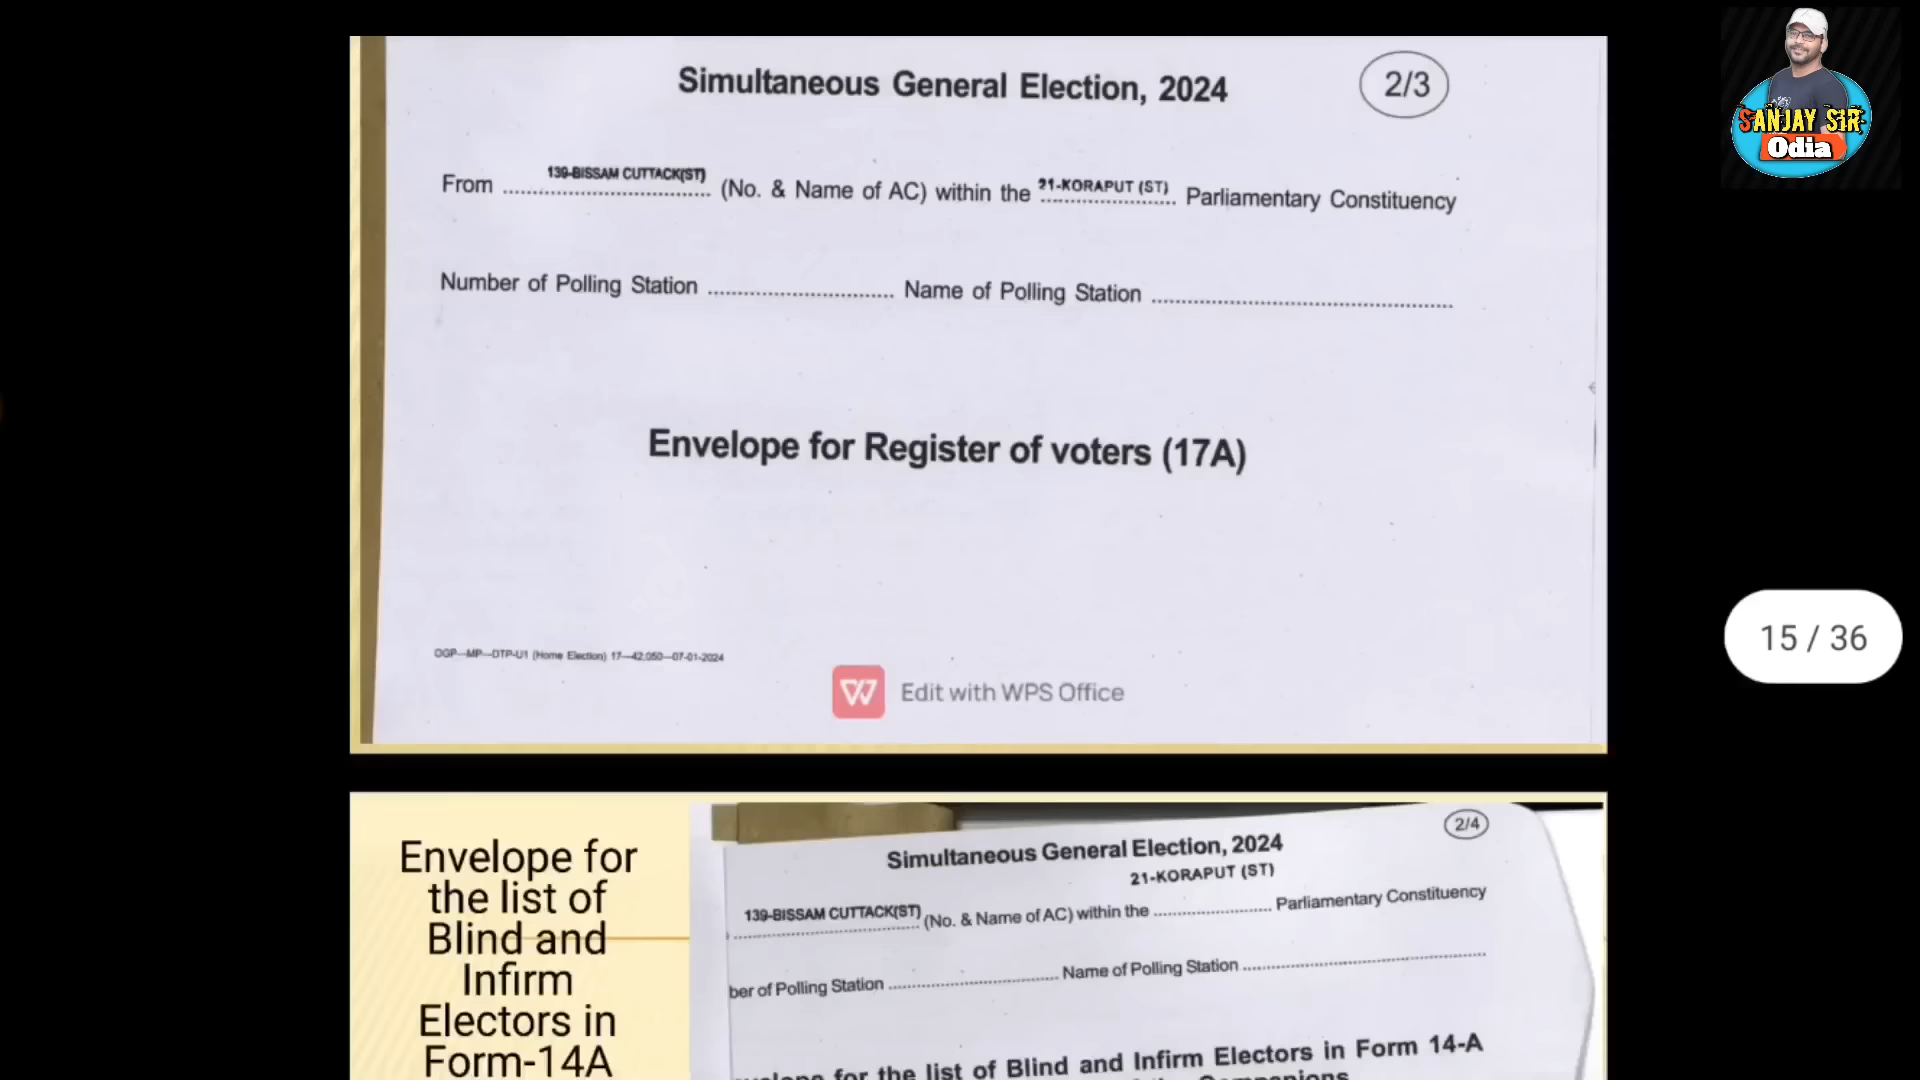 Simultaneous General Election, 2024
2/3
SANJAY SIR
Odia
From 139-BISSAM CUTTACK(ST) (No. & Name of AC) within the 21-KORAPUT (ST) Parliamentary Constituency
Number of Polling Station Name of Polling Station
Envelope for Register of voters (17A)
15 / 36
OGP—MP—DTP-U1 (Home Election) 17—42,050—07-01-2024
Edit with WPS Office
Envelope for
the list of
Blind and
Infirm
Electors in
Form-14A
2/4
Simultaneous General Election, 2024
21-KORAPUT (ST)
139-BISSAM CUTTACK(ST) (No. & Name of AC) within the Parliamentary Constituency
ber of Polling Station Name of Polling Station
for the list of Blind and Infirm Electors in Form 14-A
Companions